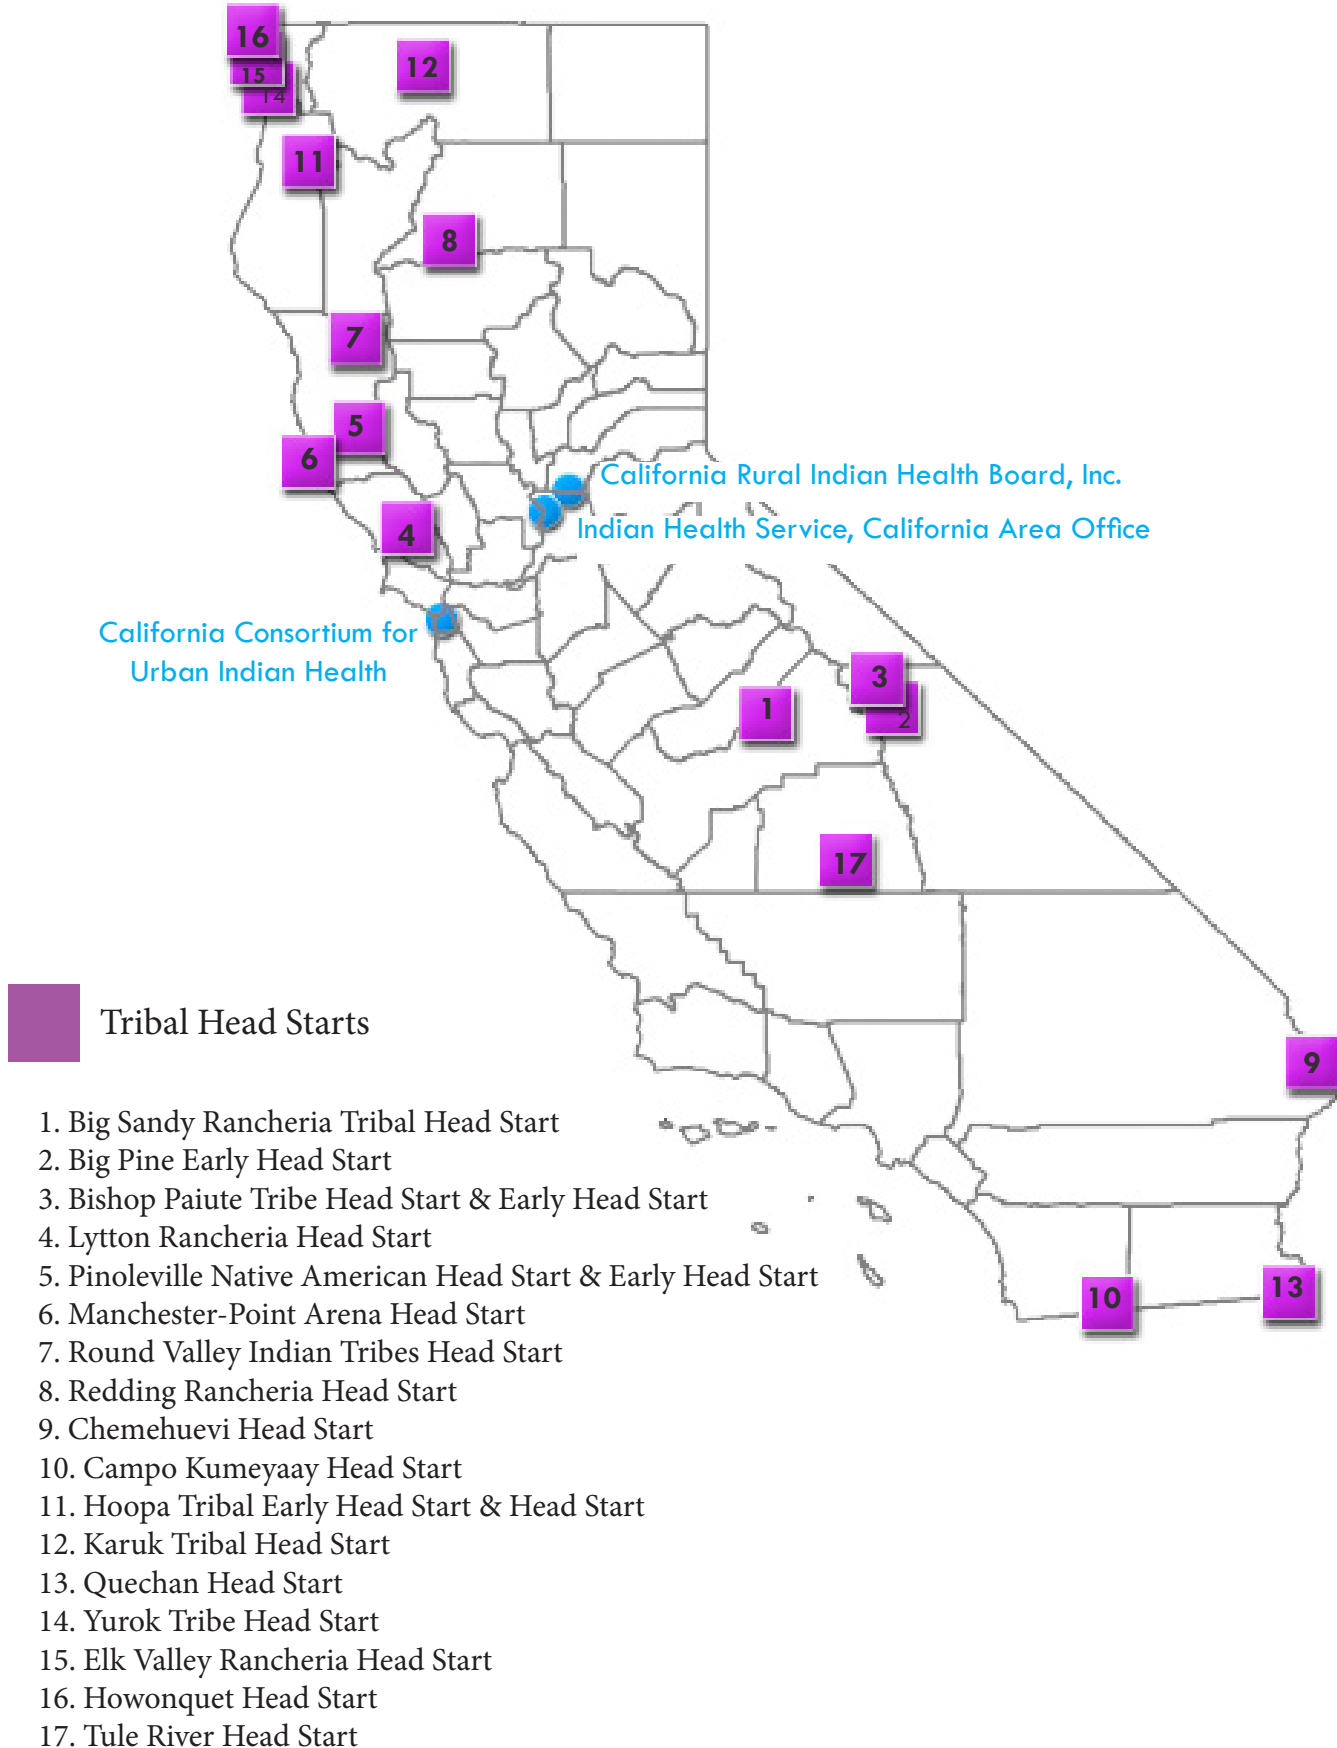 16
15
14
12
11
8
7
5
6
4
California Rural Indian Health Board, Inc.
Indian Health Service, California Area Office
California Consortium for
Urban Indian Health
3
2
1
17
9
10
13
Tribal Head Starts
1. Big Sandy Rancheria Tribal Head Start
2. Big Pine Early Head Start
3. Bishop Paiute Tribe Head Start & Early Head Start
4. Lytton Rancheria Head Start
5. Pinoleville Native American Head Start & Early Head Start
6. Manchester-Point Arena Head Start
7. Round Valley Indian Tribes Head Start
8. Redding Rancheria Head Start
9. Chemehuevi Head Start
10. Campo Kumeyaay Head Start
11. Hoopa Tribal Early Head Start & Head Start
12. Karuk Tribal Head Start
13. Quechan Head Start
14. Yurok Tribe Head Start
15. Elk Valley Rancheria Head Start
16. Howonquet Head Start
17. Tule River Head Start